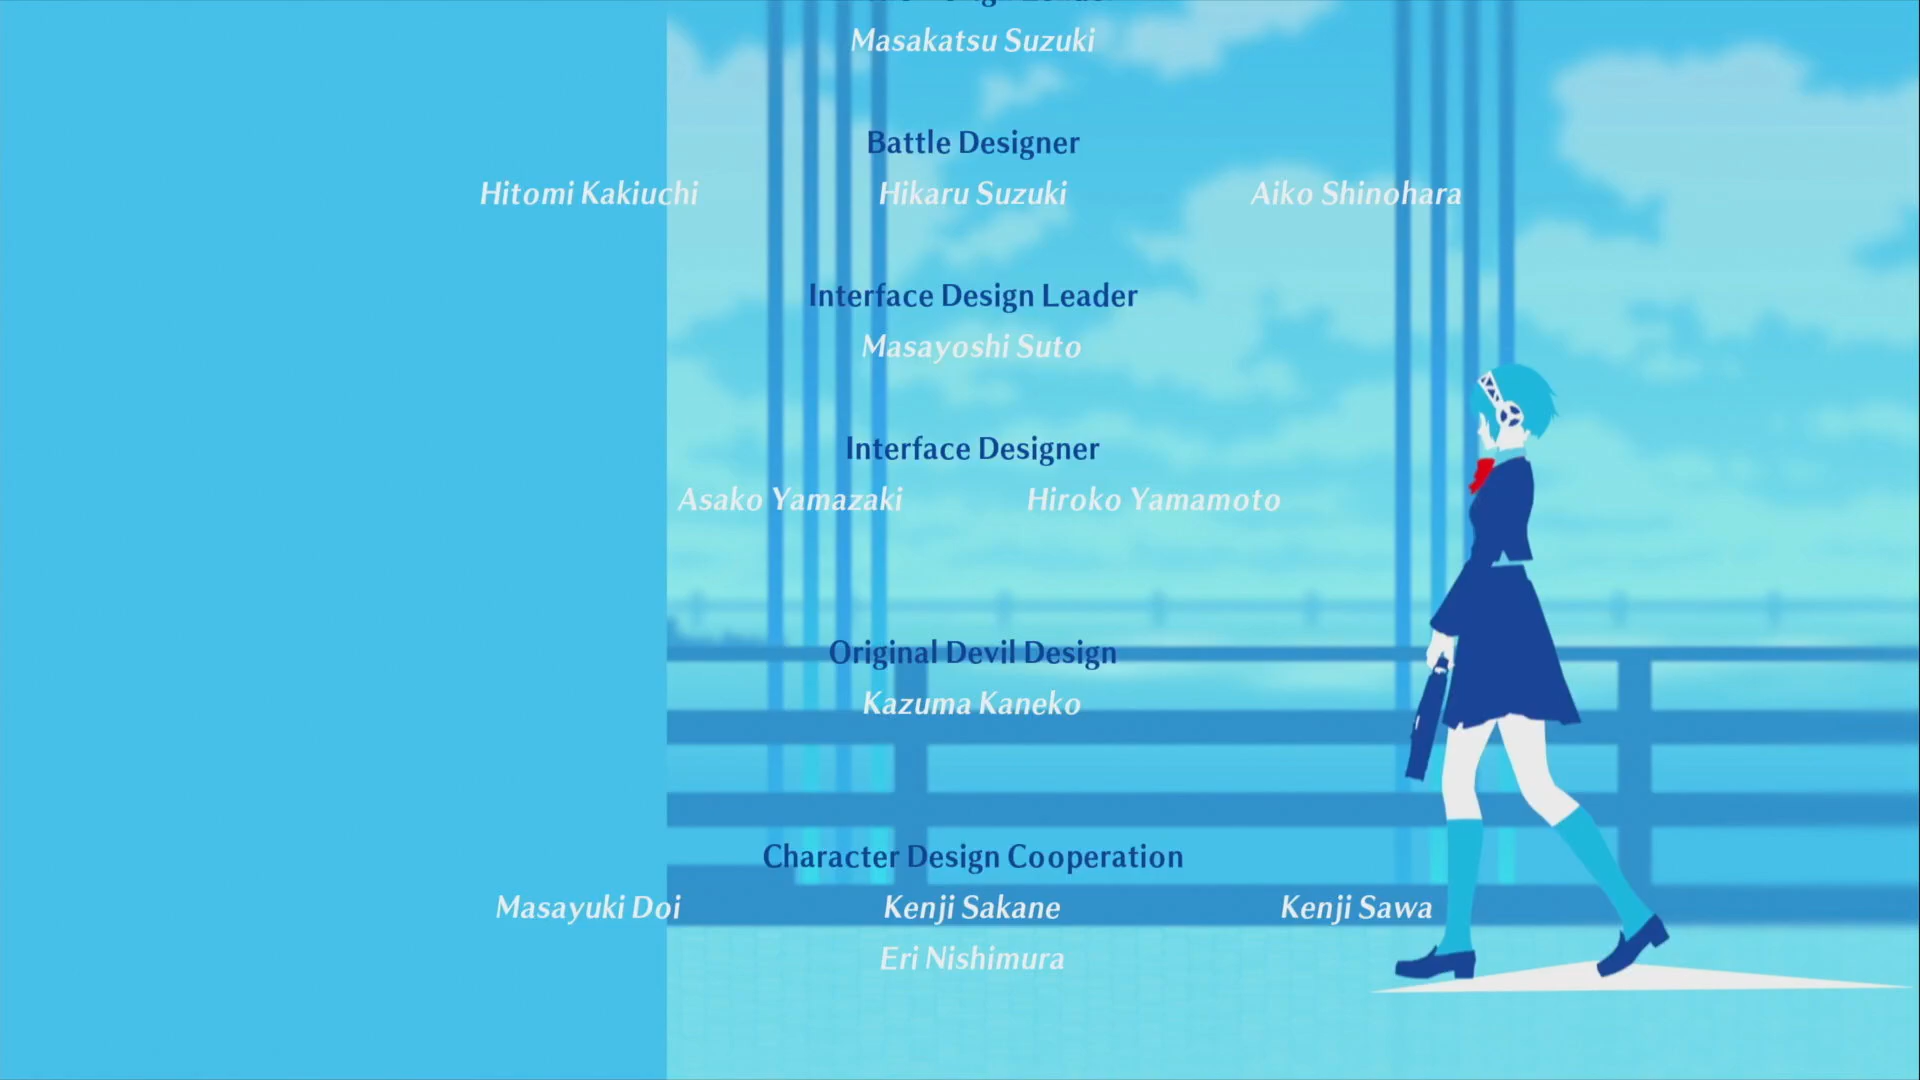 Masakatsu Suzuki
Battle Designer
Hitomi Kakiuchi Hikaru Suzuki Aiko Shinohara
Interface Design Leader
Masayoshi Suto
Interface Designer
Asako Yamazaki Hiroko Yamamoto
Original Devil Design
Kazuma Kaneko
Character Design Cooperation
Masayuki Doi Kenji Sakane Kenji Sawa
Eri Nishimura